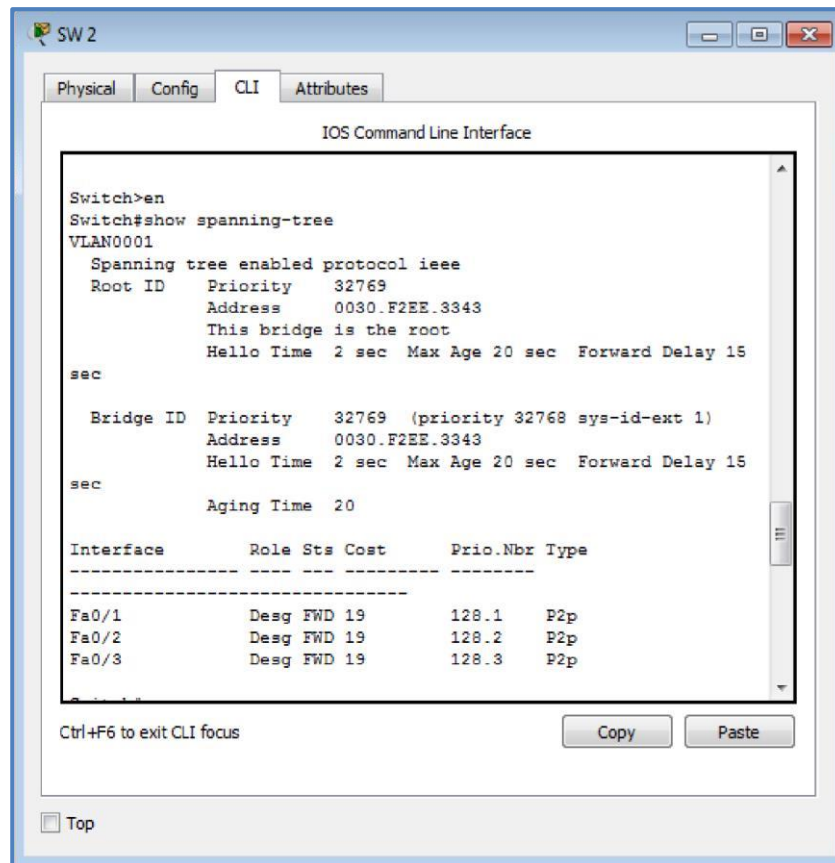 SW 2
Physical Config CLI Attributes
IOS Command Line Interface
Switch>en
Switch#show spanning-tree
VLAN0001
Spanning tree enabled protocol ieee
Root ID Priority 32769
Address 0030.F2EE.3343
This bridge is the root
Hello Time 2 sec Max Age 20 sec Forward Delay 15
sec
Bridge ID Priority 32769 (priority 32768 sys-id-ext 1)
Address 0030.F2EE.3343
Hello Time 2 sec Max Age 20 sec Forward Delay 15
sec
Aging Time 20
Interface Role Sts Cost Prio.Nbr Type
---------------- ---- --- --------- --------
--------------------------------
Fa0/1 Desg FWD 19 128.1 P2p
Fa0/2 Desg FWD 19 128.2 P2p
Fa0/3 Desg FWD 19 128.3 P2p
Ctrl+F6 to exit CLI focus
Copy Paste
Top